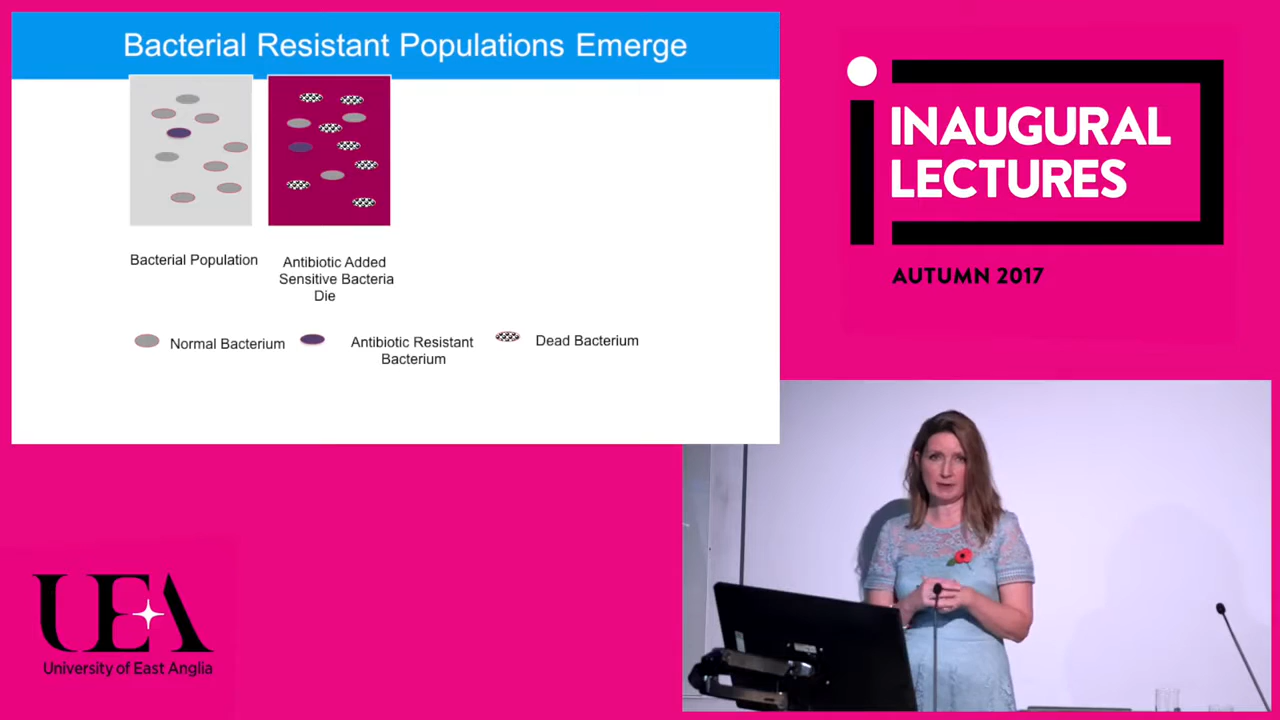 Bacterial Resistant Populations Emerge
Bacterial Population
Antibiotic Added
Sensitive Bacteria
Die
Normal Bacterium
Antibiotic Resistant
Bacterium
Dead Bacterium
INAUGURAL
LECTURES
AUTUMN 2017
UEA
University of East Anglia